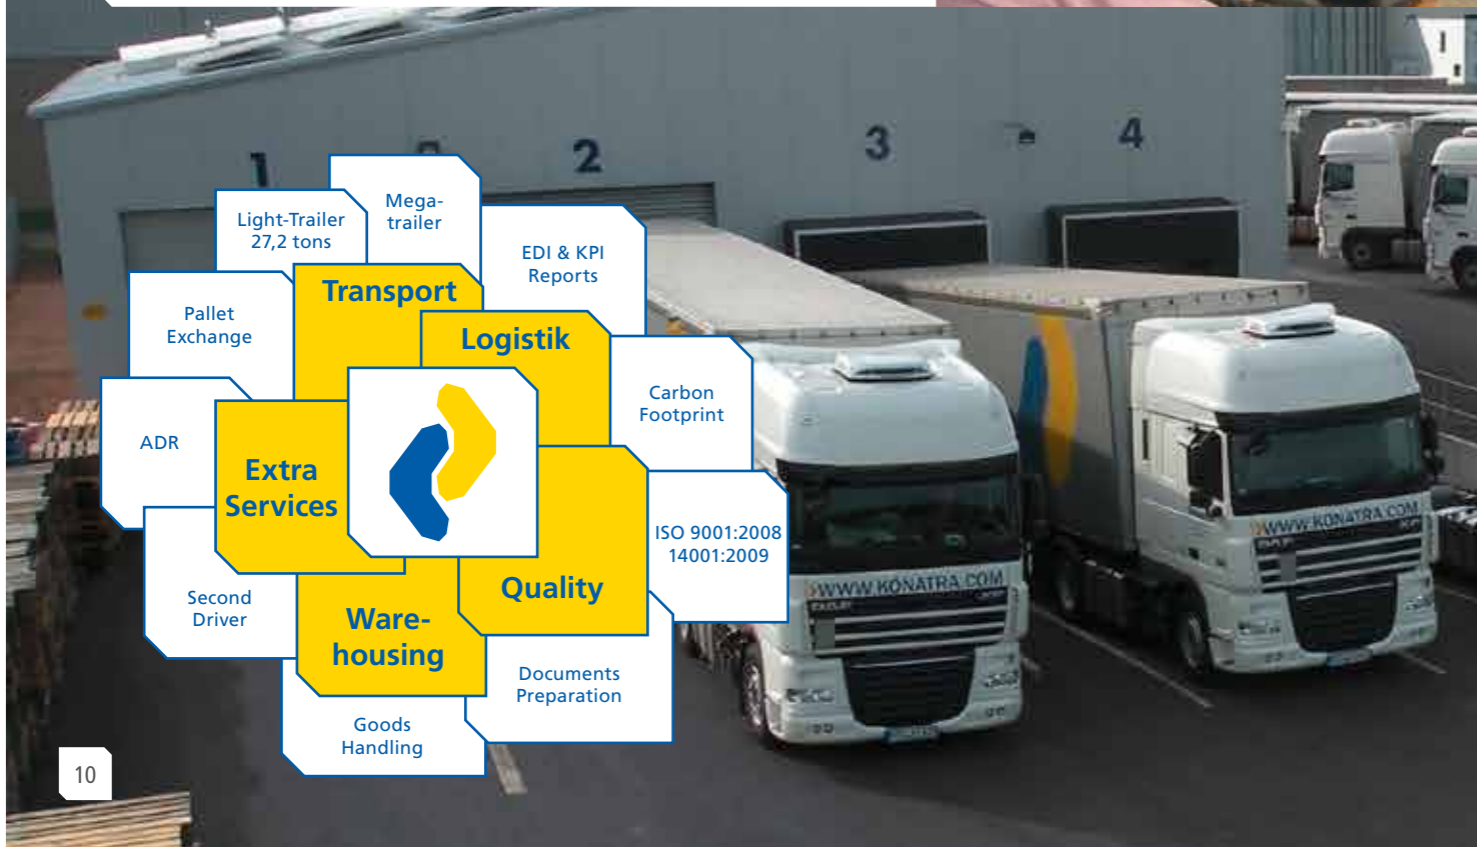 1
2
3
4
Mega-
trailer
Light-Trailer
27,2 tons
EDI & KPI
Reports
Transport
Pallet
Exchange
Logistik
Carbon
Footprint
ADR
Extra
Services
ISO 9001:2008
14001:2009
Quality
Second
Driver
Ware-
housing
Documents
Preparation
Goods
Handling
WWW.KONATRA.COM
WWW.KONATRA.COM
10